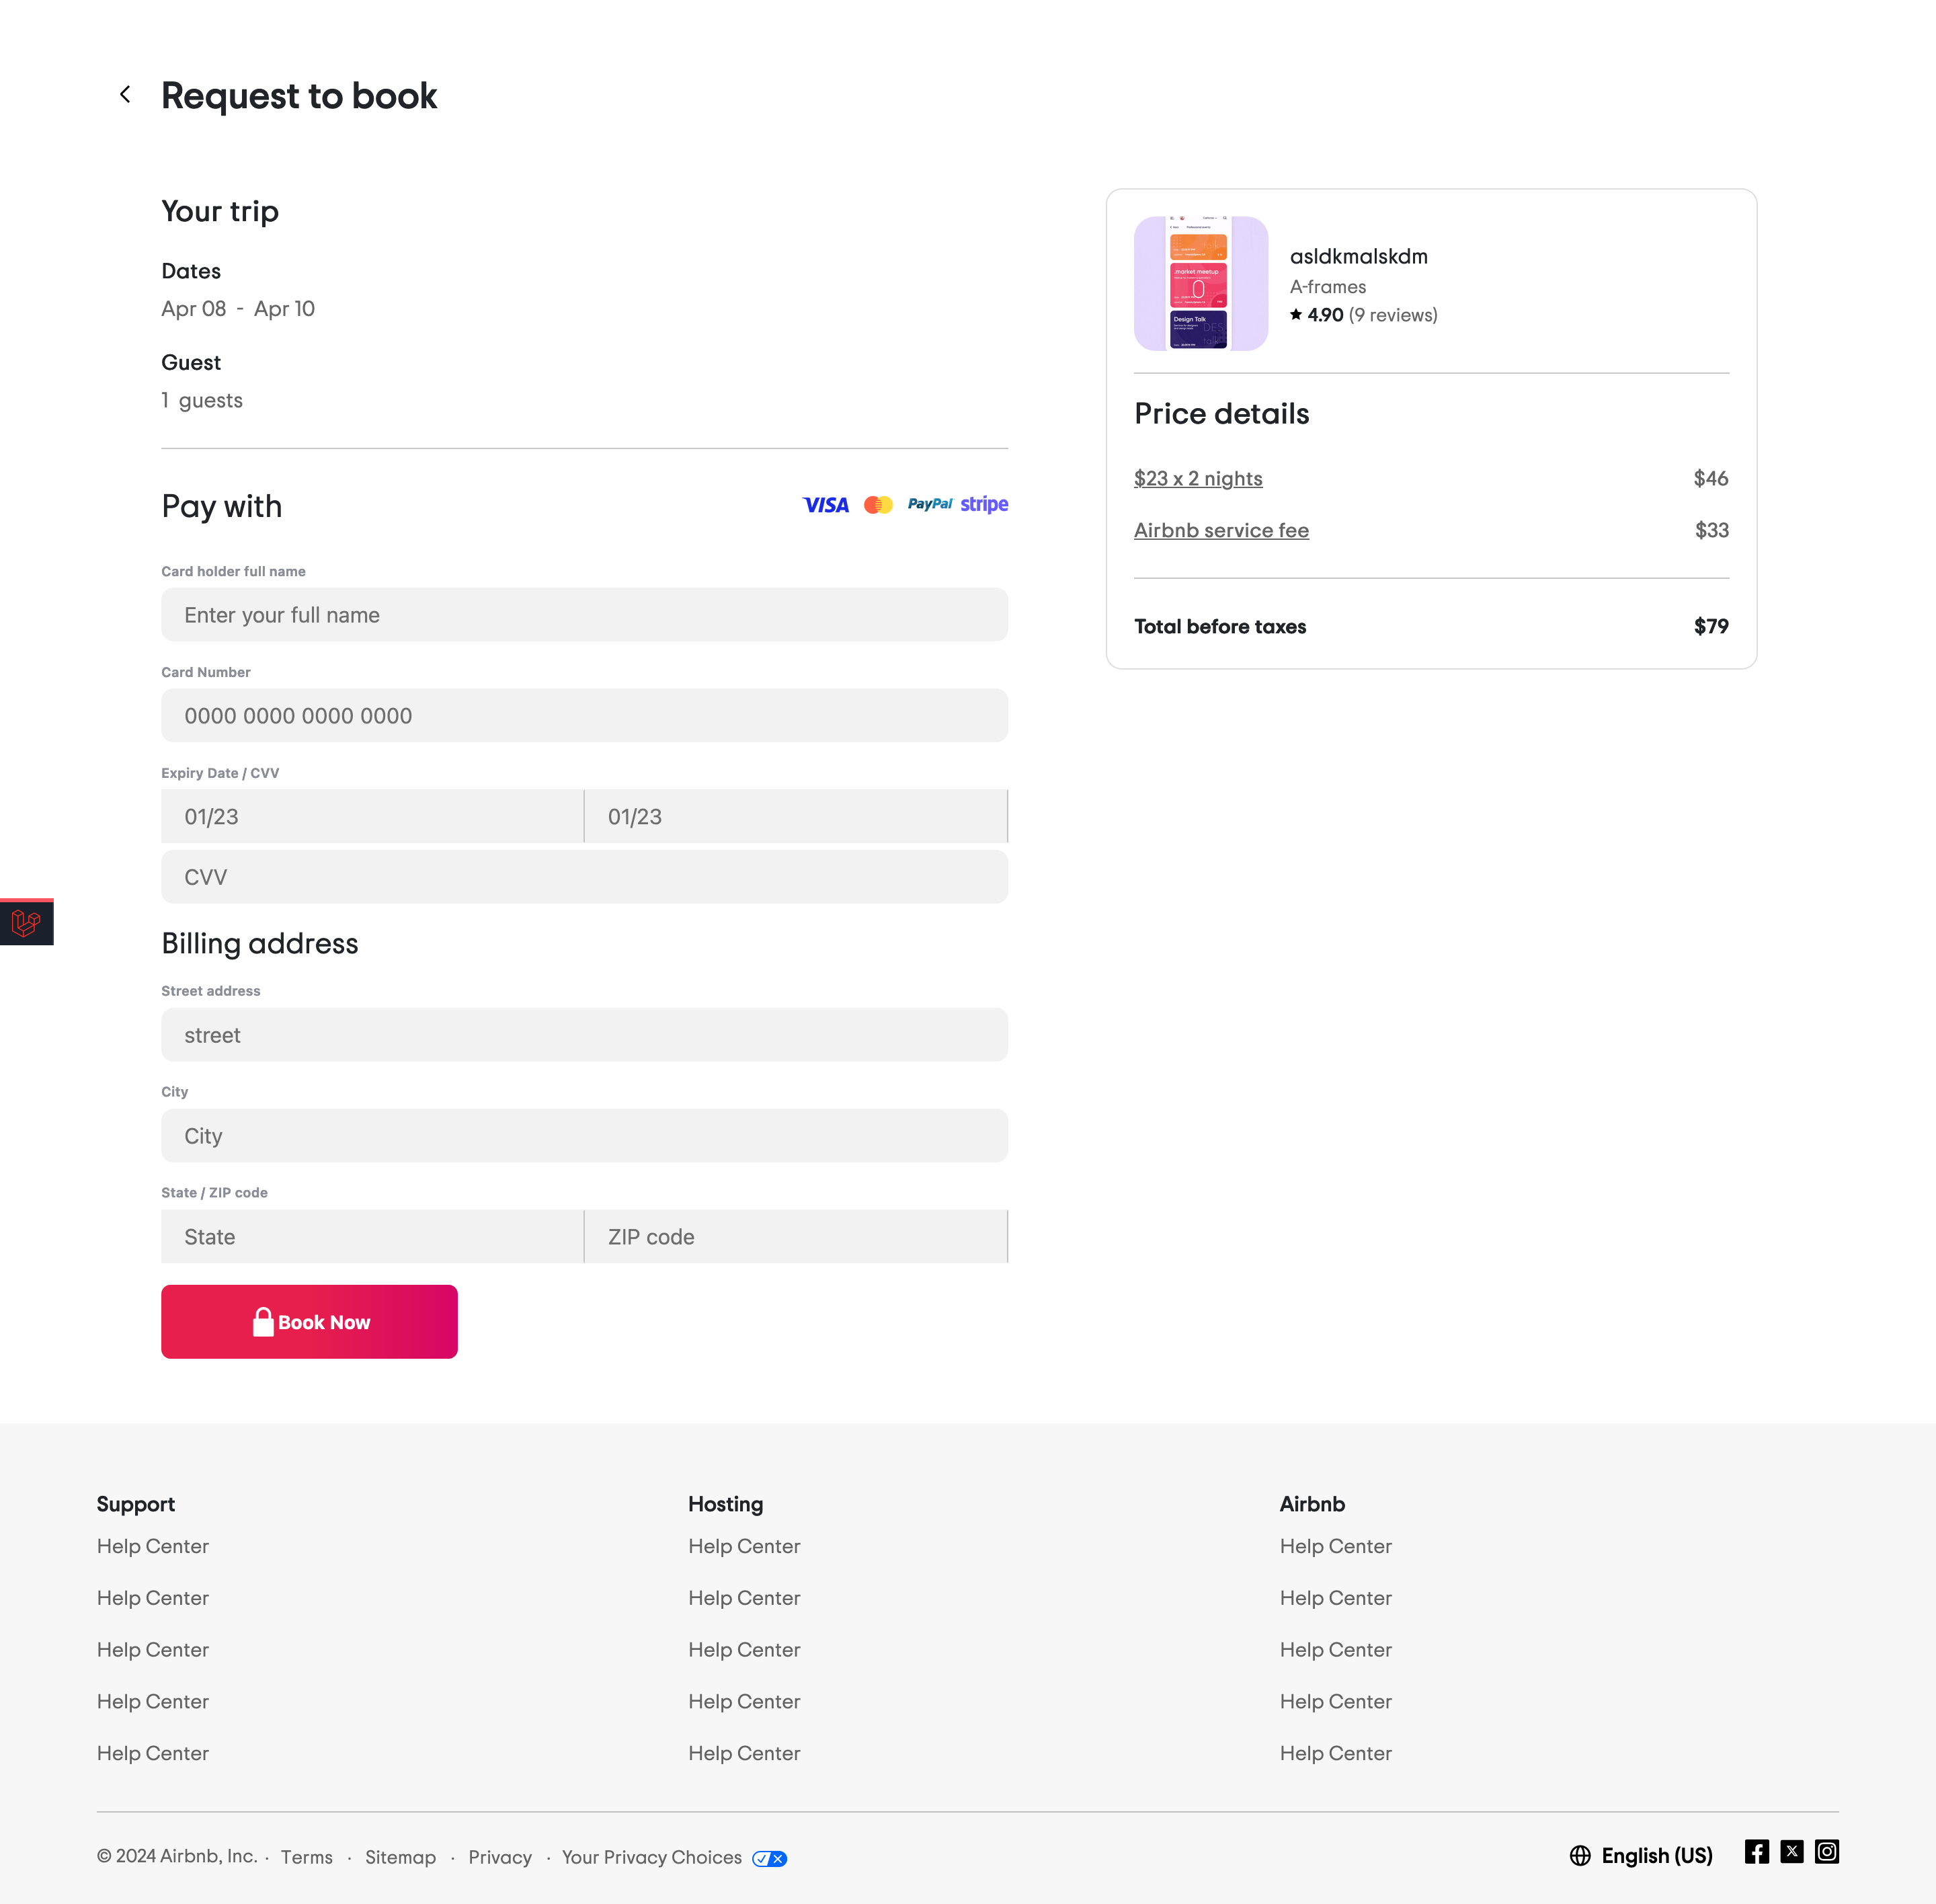 Request to book
Your trip
Dates
Apr 08 - Apr 10
Guest
1 guests
Pay with
VISA PayPal stripe
Card holder full name
Enter your full name
Card Number
0000 0000 0000 0000
Expiry Date / CVV
01/23 01/23
CVV
Billing address
Street address
street
City
City
State / ZIP code
State ZIP code
Book Now
market meetup
Design Talk
asldkmalskdm
A-frames
4.90 (9 reviews)
Price details
$23 x 2 nights $46
Airbnb service fee $33
Total before taxes $79
Support
Help Center
Help Center
Help Center
Help Center
Help Center
Hosting
Help Center
Help Center
Help Center
Help Center
Help Center
Airbnb
Help Center
Help Center
Help Center
Help Center
Help Center
© 2024 Airbnb, Inc. · Terms · Sitemap · Privacy · Your Privacy Choices
English (US)